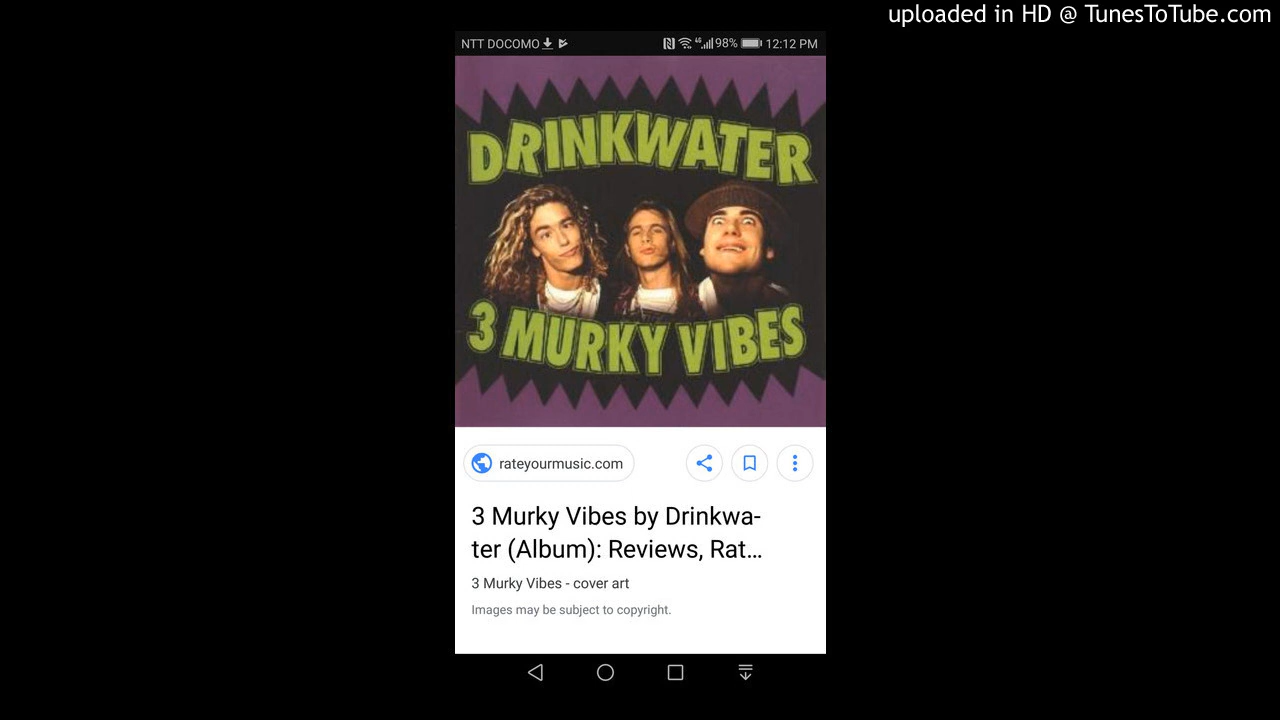 uploaded in HD @ TunesToTube.com
NTT DOCOMO 4G 98% 12:12 PM
DRINKWATER
3 MURKY VIBES
rateyourmusic.com
3 Murky Vibes by Drinkwa-
ter (Album): Reviews, Rat...
3 Murky Vibes - cover art
Images may be subject to copyright.